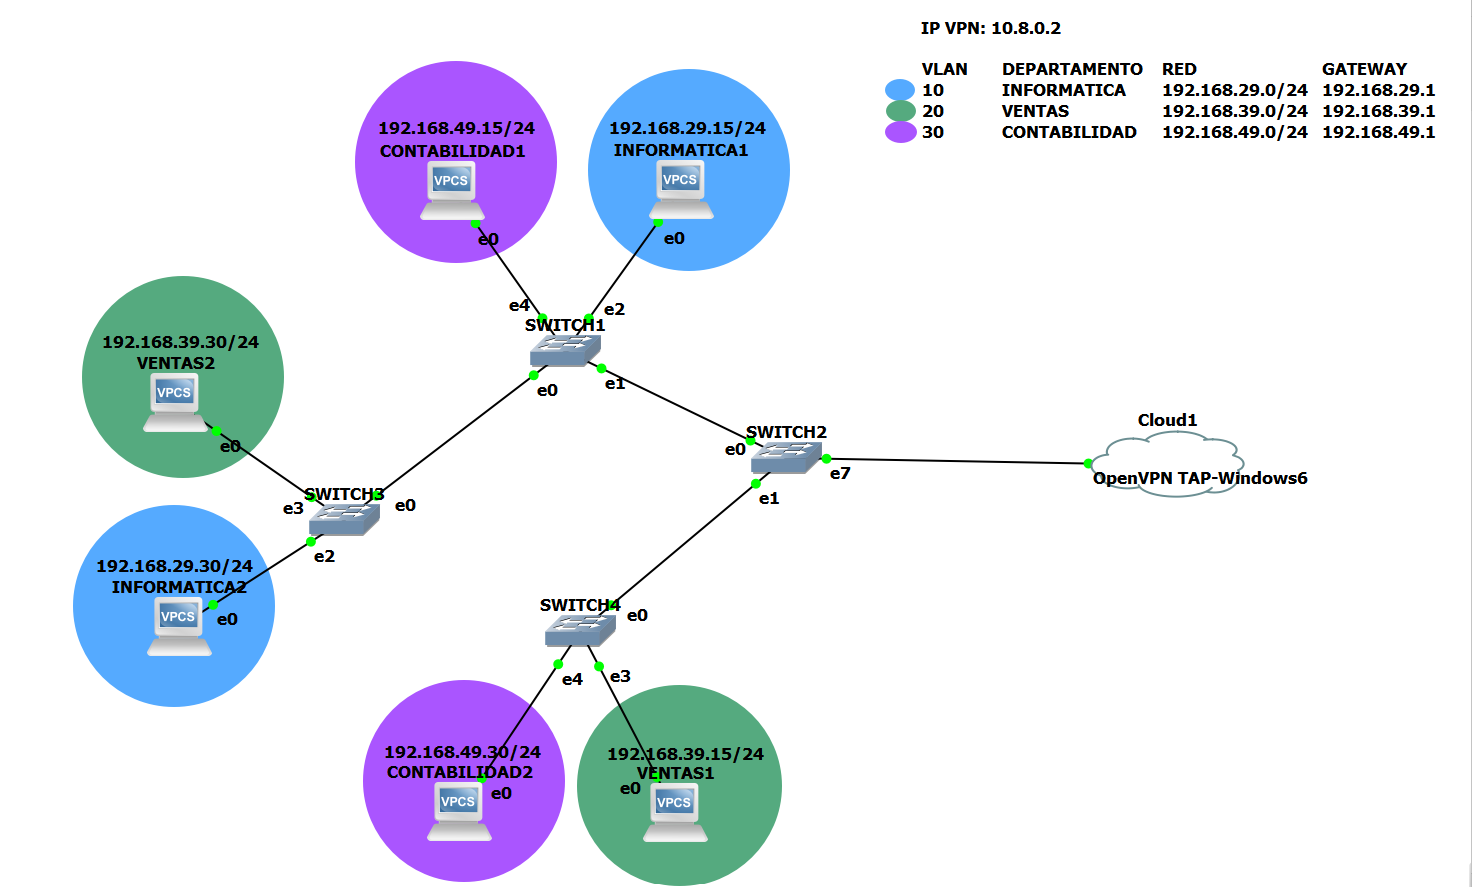 IP VPN: 10.8.0.2
VLAN DEPARTAMENTO RED GATEWAY
10 INFORMATICA 192.168.29.0/24 192.168.29.1
20 VENTAS 192.168.39.0/24 192.168.39.1
30 CONTABILIDAD 192.168.49.0/24 192.168.49.1
192.168.49.15/24
CONTABILIDAD1
VPCS
e0
192.168.29.15/24
INFORMATICA1
VPCS
e0
e4
e2
SWITCH1
e0
e1
192.168.39.30/24
VENTAS2
VPCS
e0
SWITCH3
e3
e0
e2
192.168.29.30/24
INFORMATICA2
VPCS
e0
SWITCH2
e0
e7
e1
Cloud1
OpenVPN TAP-Windows6
SWITCH4
e0
e4
e3
192.168.49.30/24
CONTABILIDAD2
VPCS
e0
192.168.39.15/24
VENTAS1
e0
VPCS